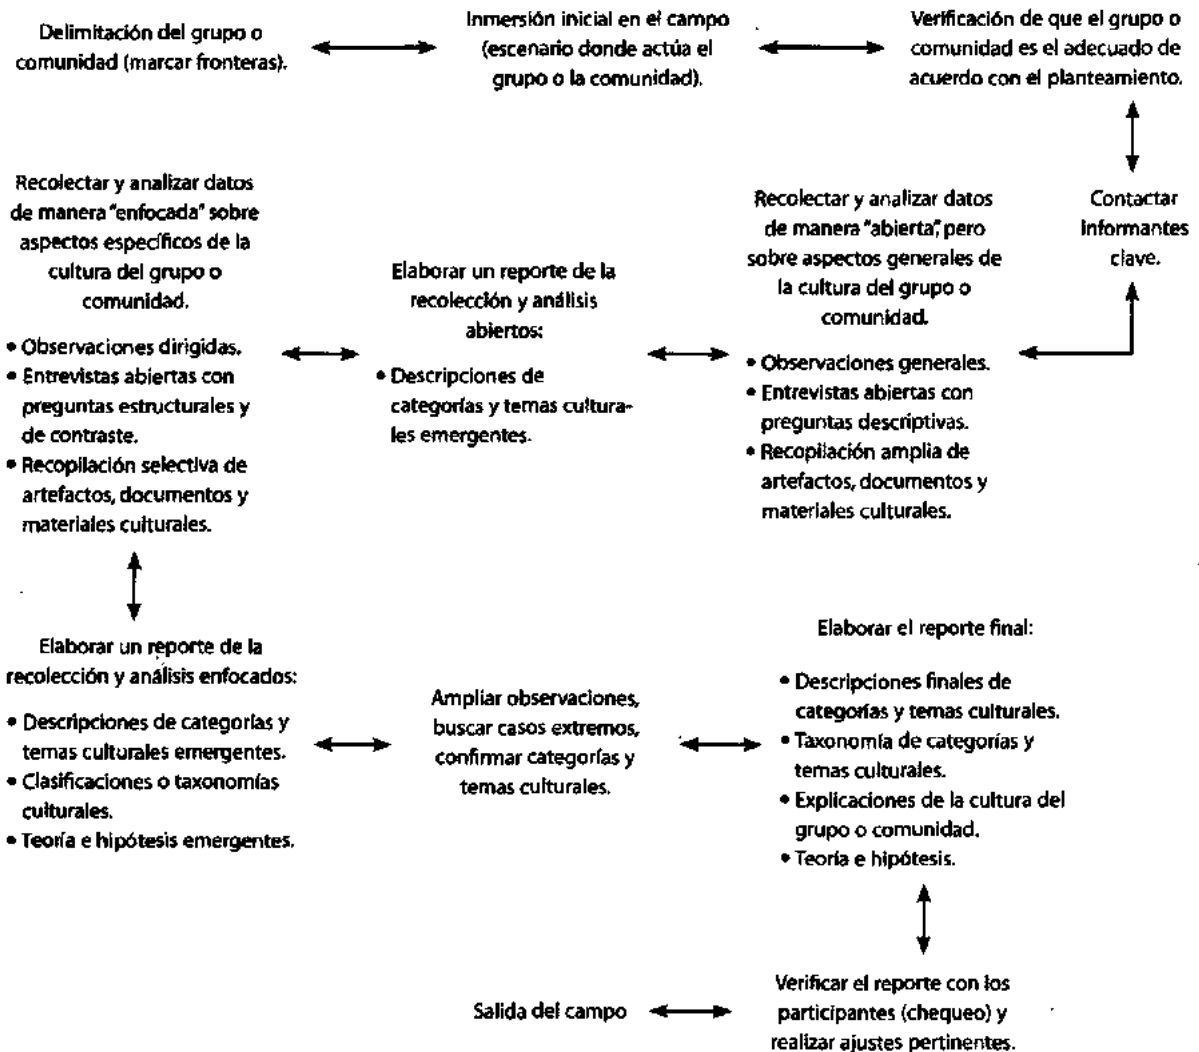 Delimitación del grupo o
comunidad (marcar fronteras).
Inmersión inicial en el campo
(escenario donde actúa el
grupo o la comunidad).
Verificación de que el grupo o
comunidad es el adecuado de
acuerdo con el planteamiento.
Contactar
informantes
clave.
Recolectar y analizar datos
de manera "abierta", pero
sobre aspectos generales de
la cultura del grupo o
comunidad.
• Observaciones generales.
• Entrevistas abiertas con
preguntas descriptivas.
• Recopilación amplia de
artefactos, documentos y
materiales culturales.
Elaborar un reporte de la
recolección y análisis
abiertos:
• Descripciones de
categorías y temas cultura-
les emergentes.
Recolectar y analizar datos
de manera "enfocada" sobre
aspectos específicos de la
cultura del grupo o
comunidad.
• Observaciones dirigidas.
• Entrevistas abiertas con
preguntas estructurales y
de contraste.
• Recopilación selectiva de
artefactos, documentos y
materiales culturales.
Elaborar un reporte de la
recolección y análisis enfocados:
• Descripciones de categorías y
temas culturales emergentes.
• Clasificaciones o taxonomías
culturales.
• Teoría e hipótesis emergentes.
Ampliar observaciones,
buscar casos extremos,
confirmar categorías y
temas culturales.
Elaborar el reporte final:
• Descripciones finales de
categorías y temas culturales.
• Taxonomía de categorías y
temas culturales.
• Explicaciones de la cultura del
grupo o comunidad.
• Teoría e hipótesis.
Verificar el reporte con los
participantes (chequeo) y
realizar ajustes pertinentes.
Salida del campo